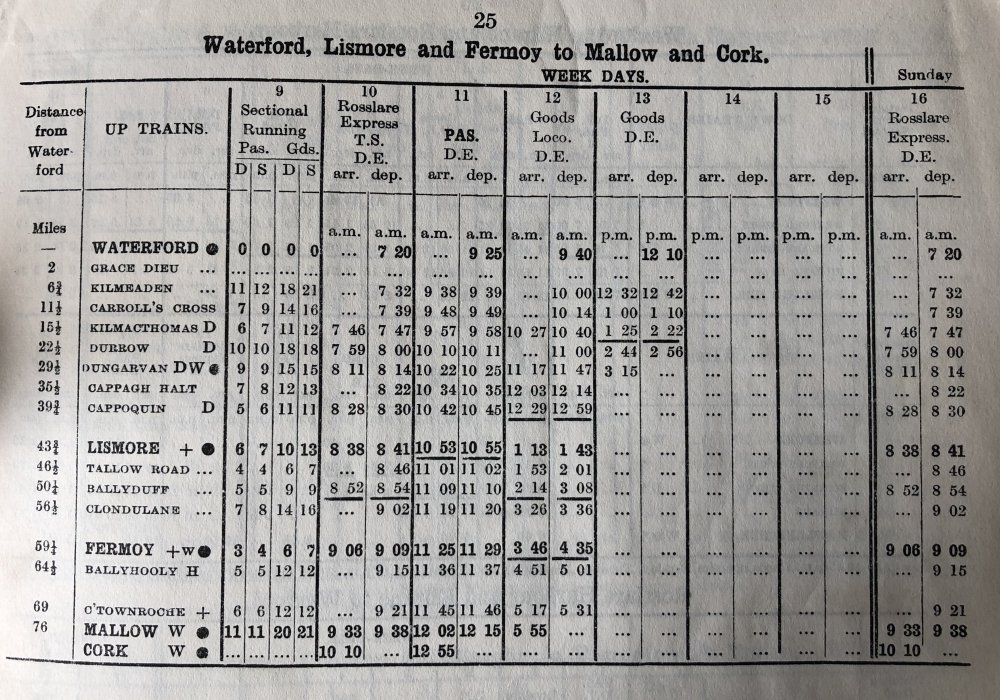 25
Waterford, Lismore and Fermoy to Mallow and Cork.
WEEK DAYS. Sunday
Distance from Waterford UP TRAINS. 9 Sectional Running Pas. Gds. D S D S 10 Rosslare Express T.S. D.E. arr. dep. 11 PAS. D.E. arr. dep. 12 Goods Loco. D.E. arr. dep. 13 Goods D.E. arr. dep. 14 arr. dep. 15 arr. dep. 16 Rosslare Express. D.E. arr. dep.
Miles a.m. a.m. a.m. a.m. a.m. a.m. p.m. p.m. p.m. p.m. p.m. p.m. a.m. a.m.
— WATERFORD ● 0 0 0 0 ... 7 20 ... 9 25 ... 9 40 ... 12 10 ... ... ... ... 7 20
2 GRACE DIEU ... ... ... ... ... ... ... ... ... ... ... ... ... ... ... ... ... ... ...
6¾ KILMEADEN ... 11 12 18 21 ... 7 32 9 38 9 39 ... 10 00 12 32 12 42 ... ... ... ... ... 7 32
11½ CARROLL'S CROSS 7 9 14 16 ... 7 39 9 48 9 49 ... 10 14 1 00 1 10 ... ... ... ... ... 7 39
15½ KILMACTHOMAS D 6 7 11 12 7 46 7 47 9 57 9 58 10 27 10 40 1 25 2 22 ... ... ... ... 7 46 7 47
22½ DURROW D 10 10 18 18 7 59 8 00 10 10 10 11 ... 11 00 2 44 2 56 ... ... ... ... 7 59 8 00
29½ DUNGARVAN DW ● 9 9 15 15 8 11 8 14 10 22 10 25 11 17 11 47 3 15 ... ... ... ... ... 8 11 8 14
35½ CAPPAGH HALT 7 8 12 13 ... 8 22 10 34 10 35 12 03 12 14 ... ... ... ... ... ... ... 8 22
39¾ CAPPOQUIN D 5 6 11 11 8 28 8 30 10 42 10 45 12 29 12 59 ... ... ... ... ... ... 8 28 8 30
43¾ LISMORE + ● 6 7 10 13 8 38 8 41 10 53 10 55 1 13 1 43 ... ... ... ... ... ... 8 38 8 41
46½ TALLOW ROAD ... 4 4 6 7 ... 8 46 11 01 11 02 1 53 2 01 ... ... ... ... ... ... ... 8 46
50¼ BALLYDUFF ... 5 5 9 9 8 52 8 54 11 09 11 10 2 14 3 08 ... ... ... ... ... ... 8 52 8 54
56½ CLONDULANE ... 7 8 14 16 ... 9 02 11 19 11 20 3 26 3 36 ... ... ... ... ... ... ... 9 02
59¼ FERMOY +W ● 3 4 6 7 9 06 9 09 11 25 11 29 3 46 4 35 ... ... ... ... ... ... 9 06 9 09
64½ BALLYHOOLY H 5 5 12 12 ... 9 15 11 36 11 37 4 51 5 01 ... ... ... ... ... ... ... 9 15
69 C'TOWNROCHE + 6 6 12 12 ... 9 21 11 45 11 46 5 17 5 31 ... ... ... ... ... ... ... 9 21
76 MALLOW W ● 11 11 20 21 9 33 9 38 12 02 12 15 5 55 ... ... ... ... ... ... ... 9 33 9 38
CORK W ● ... ... ... ... 10 10 ... 12 55 ... ... ... ... ... ... ... ... ... 10 10 ...